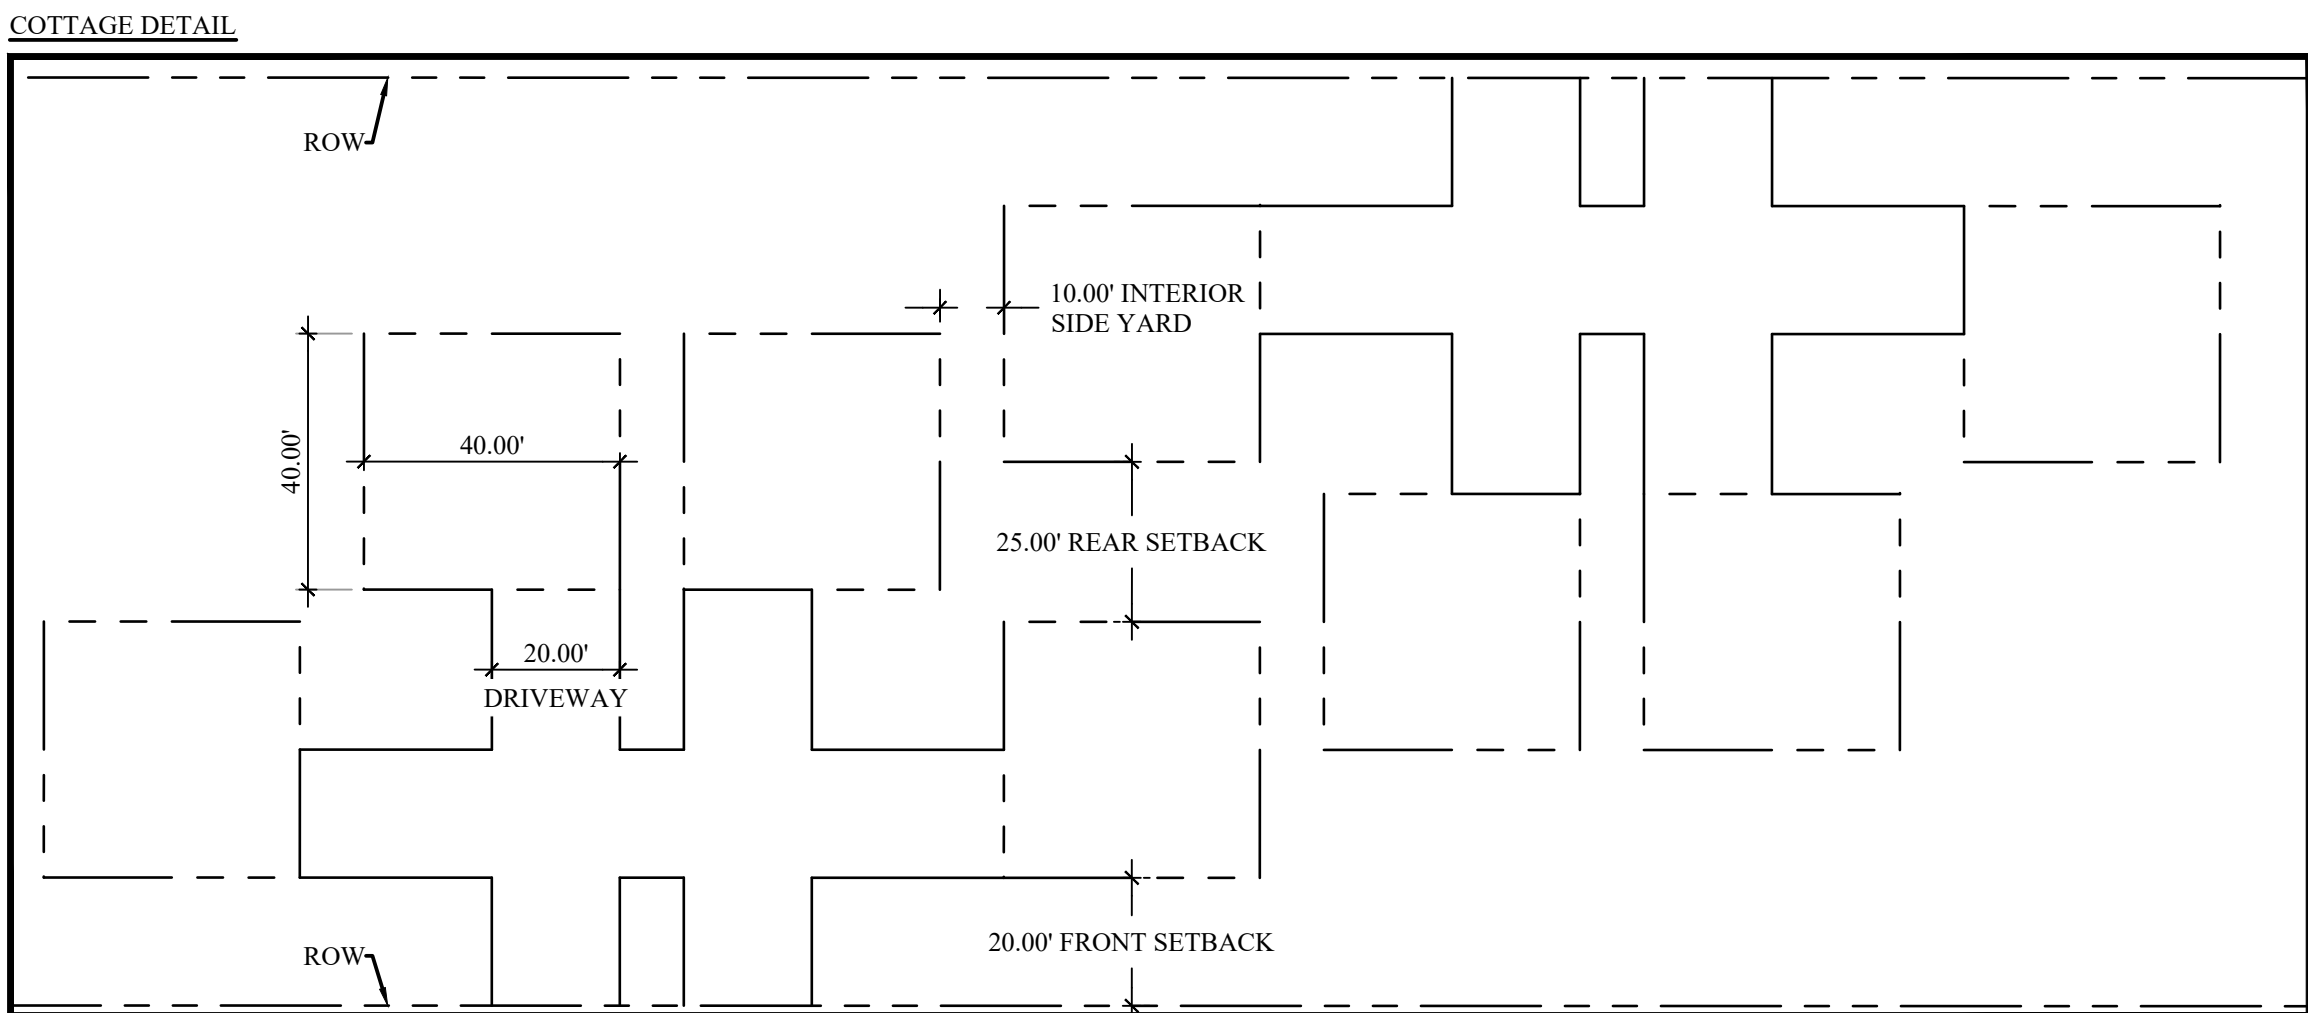 COTTAGE DETAIL
ROW
10.00' INTERIOR
SIDE YARD
40.00'
40.00'
25.00' REAR SETBACK
20.00'
DRIVEWAY
20.00' FRONT SETBACK
ROW